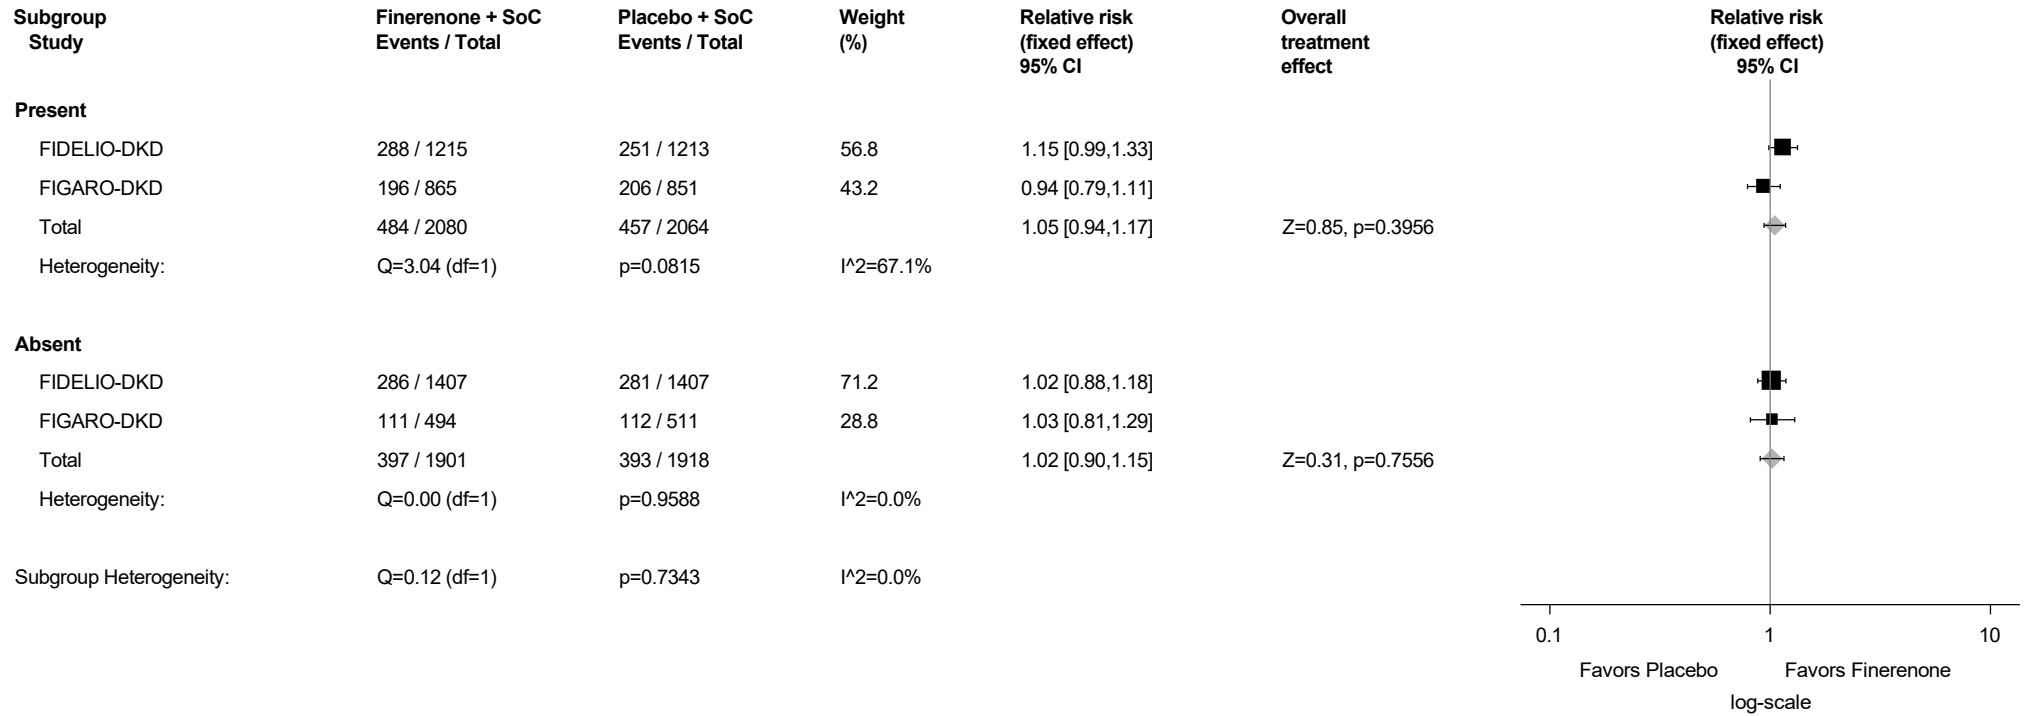 Subgroup Finerenone + SoC Placebo + SoC Weight Relative risk Overall Relative risk
Study Events / Total Events / Total (%) (fixed effect) treatment (fixed effect)
95% CI effect 95% CI
Present
FIDELIO-DKD 288 / 1215 251 / 1213 56.8 1.15 [0.99,1.33]
FIGARO-DKD 196 / 865 206 / 851 43.2 0.94 [0.79,1.11]
Total 484 / 2080 457 / 2064 1.05 [0.94,1.17] Z=0.85, p=0.3956
Heterogeneity: Q=3.04 (df=1) p=0.0815 I^2=67.1%
Absent
FIDELIO-DKD 286 / 1407 281 / 1407 71.2 1.02 [0.88,1.18]
FIGARO-DKD 111 / 494 112 / 511 28.8 1.03 [0.81,1.29]
Total 397 / 1901 393 / 1918 1.02 [0.90,1.15] Z=0.31, p=0.7556
Heterogeneity: Q=0.00 (df=1) p=0.9588 I^2=0.0%
Subgroup Heterogeneity: Q=0.12 (df=1) p=0.7343 I^2=0.0%
0.1 1 10
Favors Placebo Favors Finerenone
log-scale